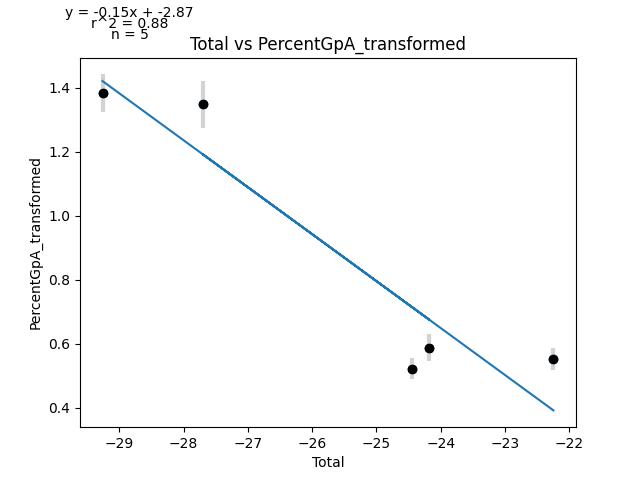 y = -0.15x + -2.87
r^2 = 0.88
n = 5
Total vs PercentGpA_transformed
1.4
1.2
1.0
0.8
0.6
0.4
PercentGpA_transformed
−29
−28
−27
−26
−25
−24
−23
−22
Total